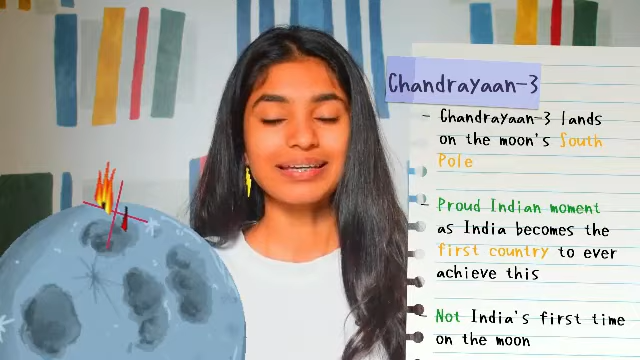 Chandrayaan-3
- Chandrayaan-3 lands
on the moon's South
Pole
- Proud Indian moment
as India becomes the
first country to ever
achieve this
- Not India's first time
on the moon